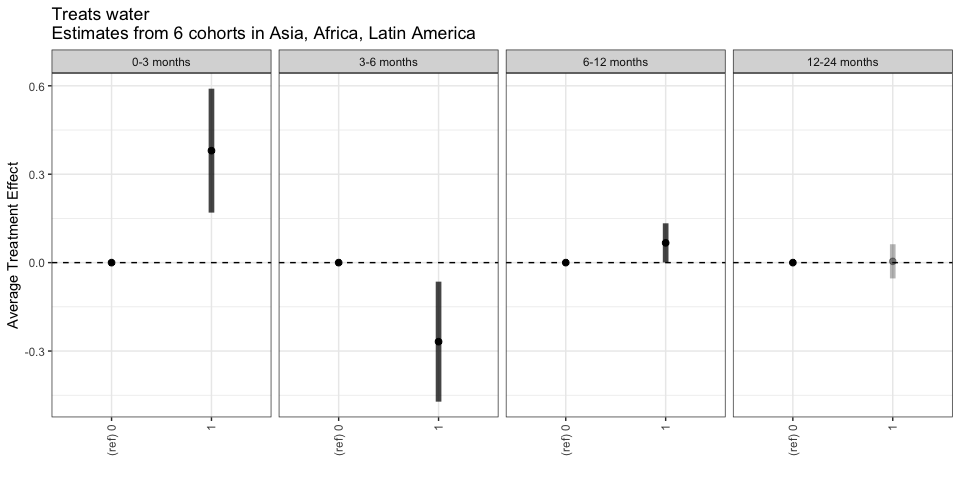 Treats water
Estimates from 6 cohorts in Asia, Africa, Latin America
0-3 months
3-6 months
6-12 months
12-24 months
Average Treatment Effect
0.6
0.3
0.0
-0.3
(ref) 0
1
(ref) 0
1
(ref) 0
1
(ref) 0
1